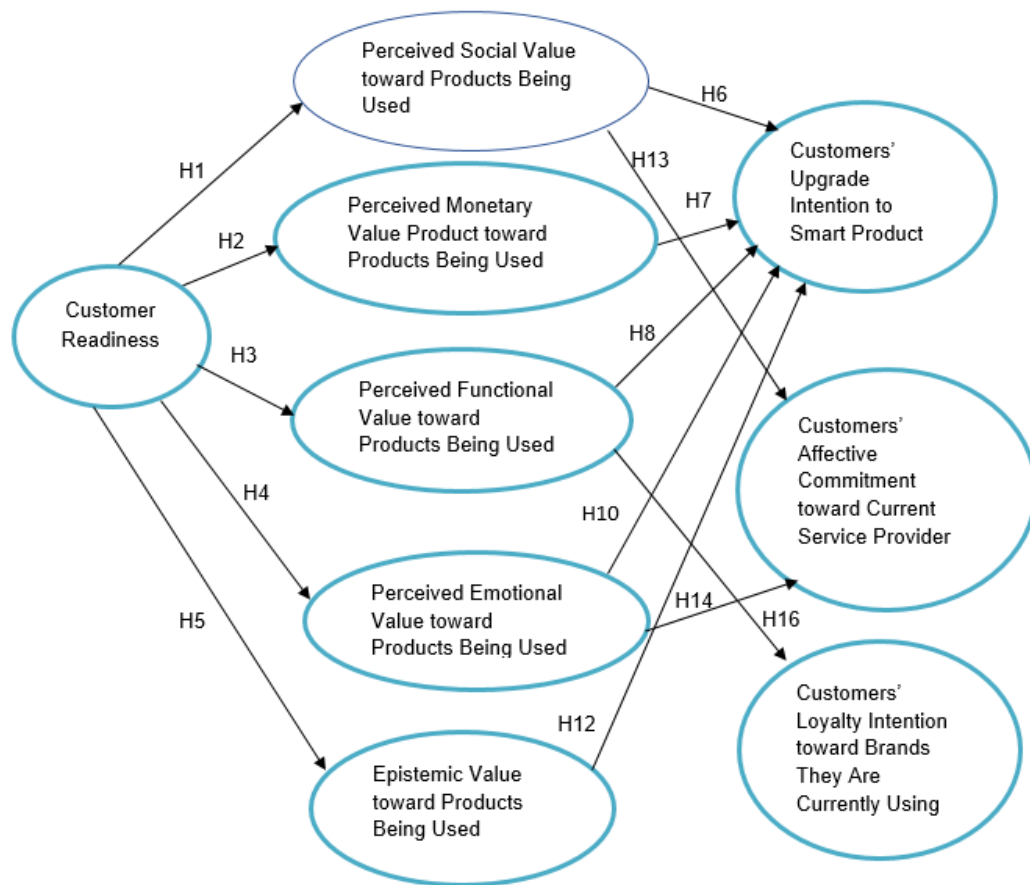 Perceived Social Value
toward Products Being
Used
H6
H1
H13
Customers’
Upgrade
Intention to
Smart Product
Perceived Monetary
Value Product toward
Products Being Used
H7
H2
Customer
Readiness
H3
H8
Perceived Functional
Value toward
Products Being Used
Customers’
Affective
Commitment
toward Current
Service Provider
H4
H10
Perceived Emotional
Value toward
Products Being Used
H14
H16
H5
Customers’
Loyalty Intention
toward Brands
They Are
Currently Using
H12
Epistemic Value
toward Products
Being Used